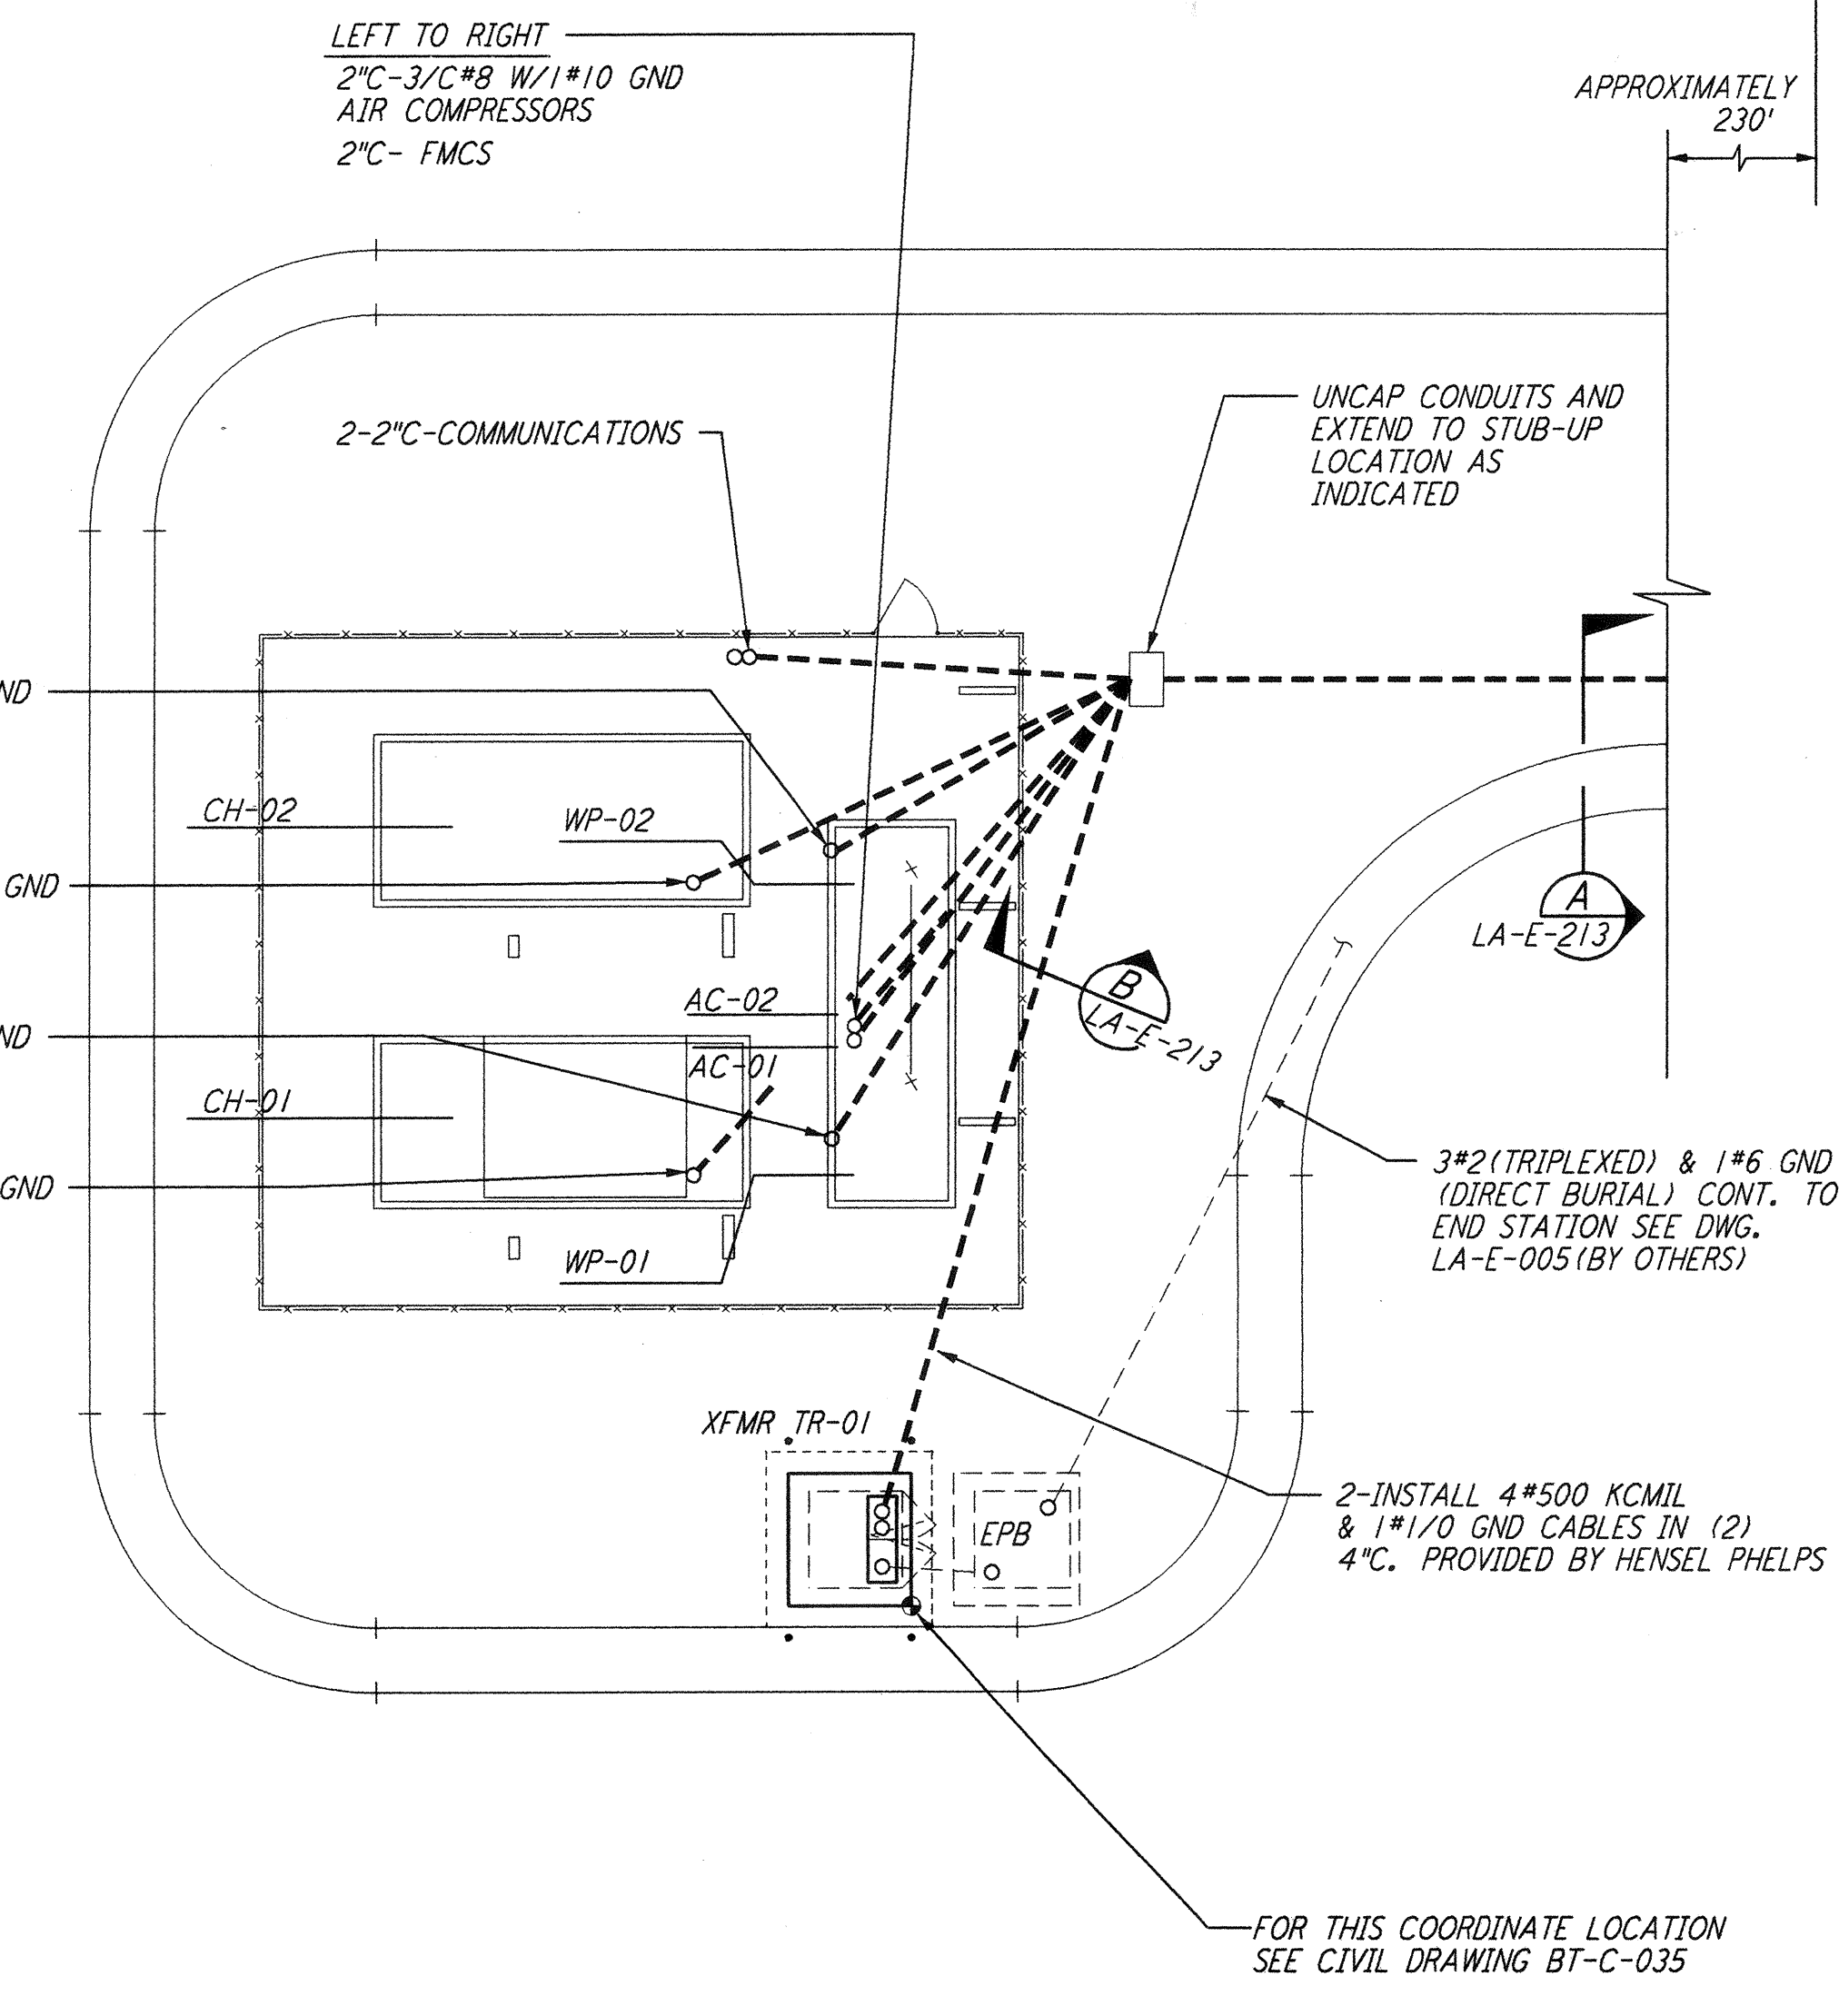 LEFT TO RIGHT
2"C-3/C#8 W/1#10 GND
AIR COMPRESSORS
2"C- FMCS
APPROXIMATELY
230'
2-2"C-COMMUNICATIONS
UNCAP CONDUITS AND
EXTEND TO STUB-UP
LOCATION AS
INDICATED
ND
CH-02
WP-02
GND
A
LA-E-213
AC-02
B
LA-E-213
ND
AC-01
CH-01
GND
3#2(TRIPLEXED) & 1#6 GND
(DIRECT BURIAL) CONT. TO
END STATION SEE DWG.
LA-E-005(BY OTHERS)
WP-01
XFMR TR-01
EPB
2-INSTALL 4#500 KCMIL
& 1#1/0 GND CABLES IN (2)
4"C. PROVIDED BY HENSEL PHELPS
FOR THIS COORDINATE LOCATION
SEE CIVIL DRAWING BT-C-035